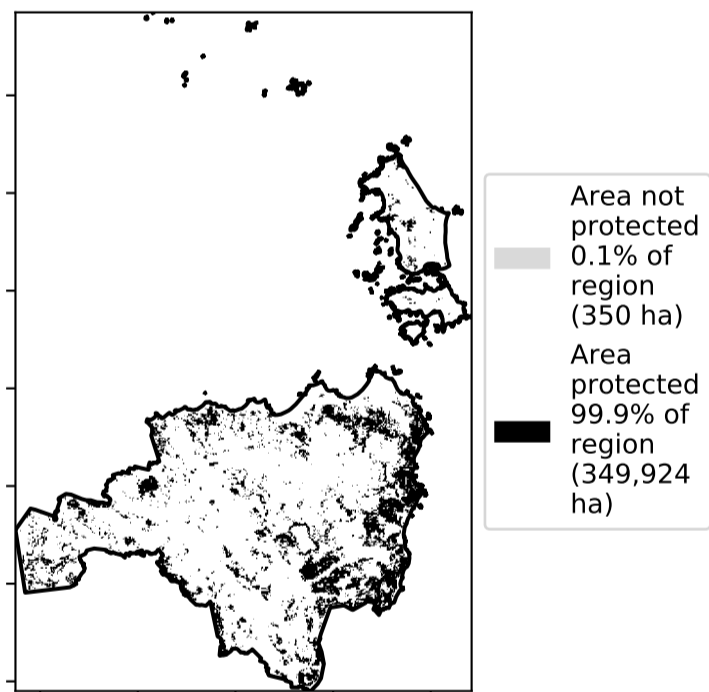 Area not
protected
0.1% of
region
(350 ha)
Area
protected
99.9% of
region
(349,924
ha)